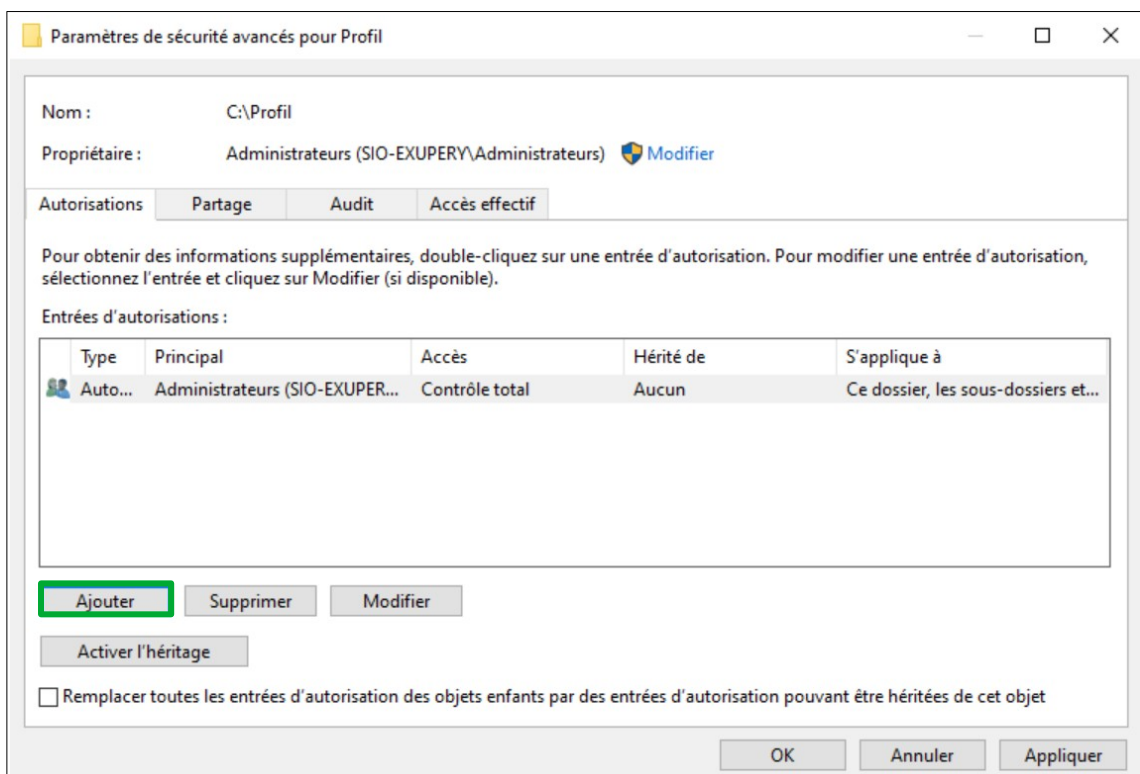 Paramètres de sécurité avancés pour Profil
Nom : C:\Profil
Propriétaire : Administrateurs (SIO-EXUPERY\Administrateurs) Modifier
Autorisations Partage Audit Accès effectif
Pour obtenir des informations supplémentaires, double-cliquez sur une entrée d'autorisation. Pour modifier une entrée d'autorisation,
sélectionnez l'entrée et cliquez sur Modifier (si disponible).
Entrées d'autorisations :
Type Principal Accès Hérité de S'applique à
Auto... Administrateurs (SIO-EXUPER... Contrôle total Aucun Ce dossier, les sous-dossiers et...
Ajouter Supprimer Modifier
Activer l'héritage
Remplacer toutes les entrées d'autorisation des objets enfants par des entrées d'autorisation pouvant être héritées de cet objet
OK Annuler Appliquer